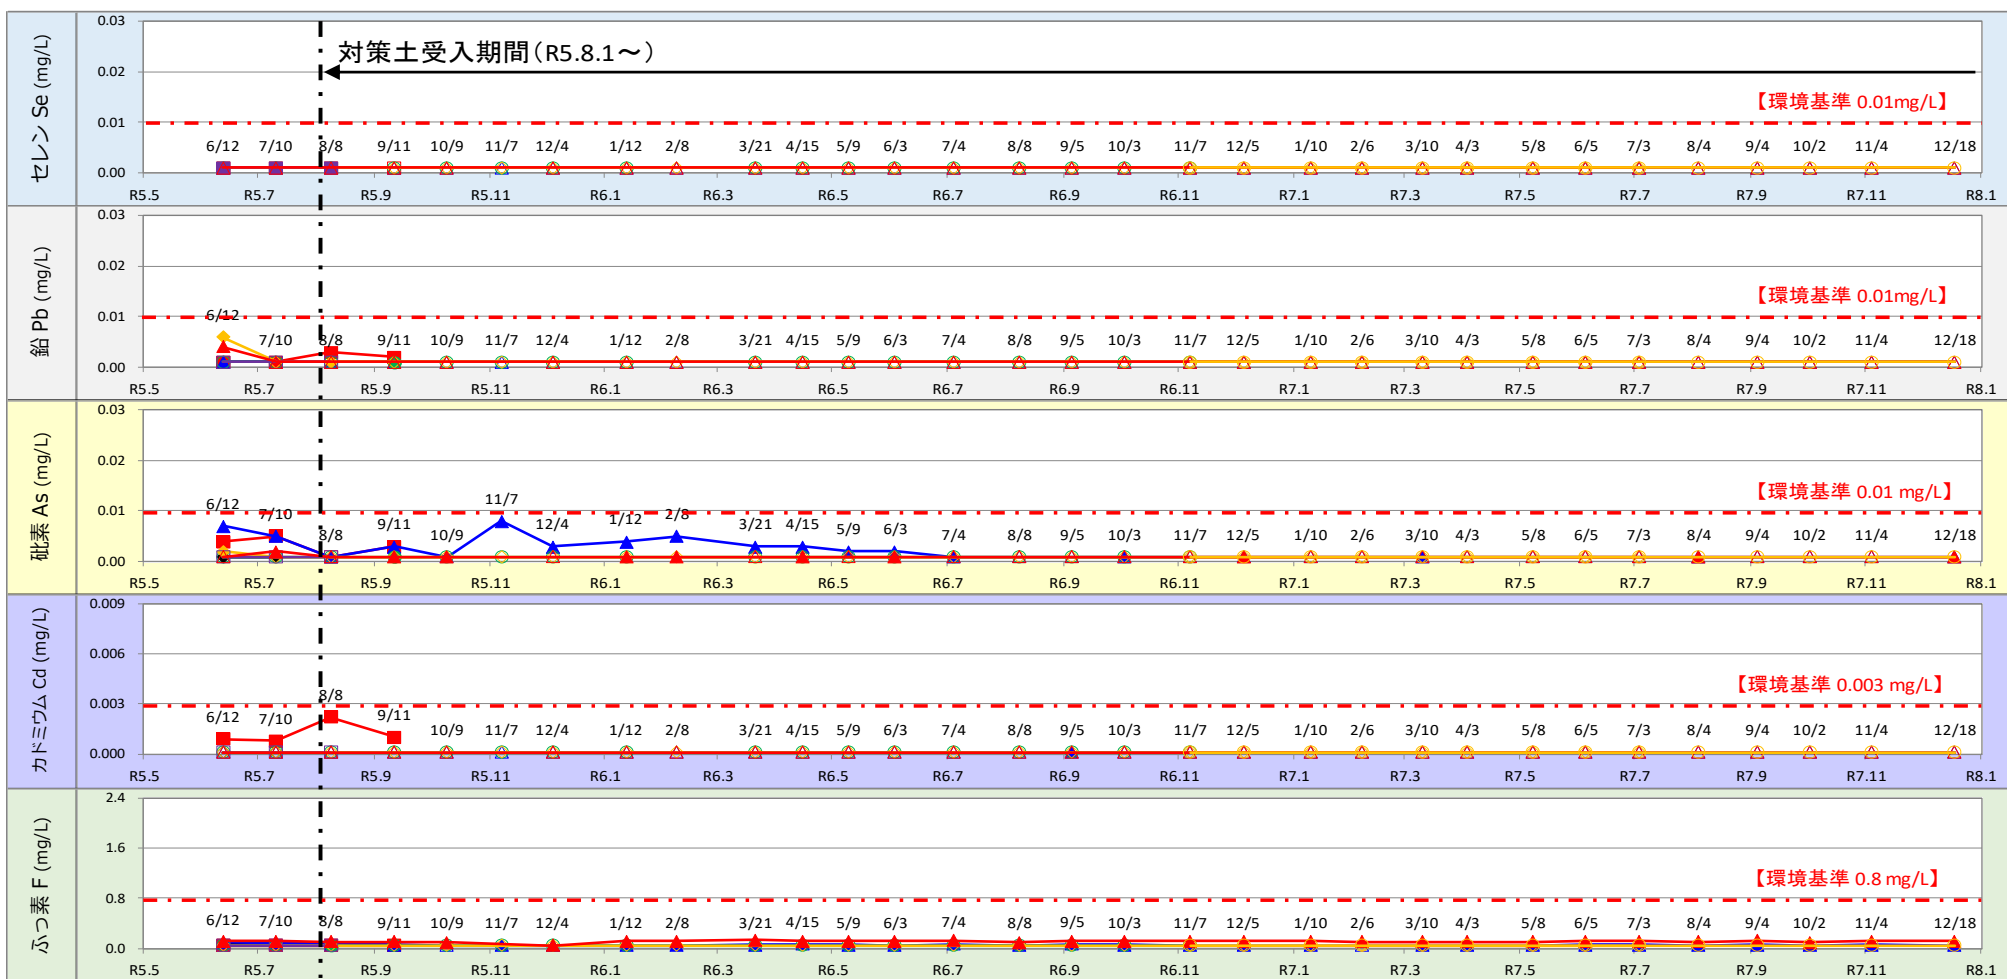 セレン Se (mg/L)
0.03
0.02
0.01
0.00
対策土受入期間（R5.8.1～）
【環境基準 0.01mg/L】
6/12 7/10 8/8 9/11 10/9 11/7 12/4 1/12 2/8 3/21 4/15 5/9 6/3 7/4 8/8 9/5 10/3 11/7 12/5 1/10 2/6 3/10 4/3 5/8 6/5 7/3 8/4 9/4 10/2 11/4 12/18
R5.5 R5.7 R5.9 R5.11 R6.1 R6.3 R6.5 R6.7 R6.9 R6.11 R7.1 R7.3 R7.5 R7.7 R7.9 R7.11 R8.1
鉛 Pb (mg/L)
0.03
0.02
0.01
0.00
【環境基準 0.01mg/L】
6/12 7/10 8/8 9/11 10/9 11/7 12/4 1/12 2/8 3/21 4/15 5/9 6/3 7/4 8/8 9/5 10/3 11/7 12/5 1/10 2/6 3/10 4/3 5/8 6/5 7/3 8/4 9/4 10/2 11/4 12/18
R5.5 R5.7 R5.9 R5.11 R6.1 R6.3 R6.5 R6.7 R6.9 R6.11 R7.1 R7.3 R7.5 R7.7 R7.9 R7.11 R8.1
砒素 As (mg/L)
0.03
0.02
0.01
0.00
【環境基準 0.01 mg/L】
6/12 7/10 8/8 9/11 10/9 11/7 12/4 1/12 2/8 3/21 4/15 5/9 6/3 7/4 8/8 9/5 10/3 11/7 12/5 1/10 2/6 3/10 4/3 5/8 6/5 7/3 8/4 9/4 10/2 11/4 12/18
R5.5 R5.7 R5.9 R5.11 R6.1 R6.3 R6.5 R6.7 R6.9 R6.11 R7.1 R7.3 R7.5 R7.7 R7.9 R7.11 R8.1
カドミウム Cd (mg/L)
0.009
0.006
0.003
0.000
【環境基準 0.003 mg/L】
6/12 7/10 8/8 9/11 10/9 11/7 12/4 1/12 2/8 3/21 4/15 5/9 6/3 7/4 8/8 9/5 10/3 11/7 12/5 1/10 2/6 3/10 4/3 5/8 6/5 7/3 8/4 9/4 10/2 11/4 12/18
R5.5 R5.7 R5.9 R5.11 R6.1 R6.3 R6.5 R6.7 R6.9 R6.11 R7.1 R7.3 R7.5 R7.7 R7.9 R7.11 R8.1
ふっ素 F (mg/L)
2.4
1.6
0.8
0.0
【環境基準 0.8 mg/L】
6/12 7/10 8/8 9/11 10/9 11/7 12/4 1/12 2/8 3/21 4/15 5/9 6/3 7/4 8/8 9/5 10/3 11/7 12/5 1/10 2/6 3/10 4/3 5/8 6/5 7/3 8/4 9/4 10/2 11/4 12/18
R5.5 R5.7 R5.9 R5.11 R6.1 R6.3 R6.5 R6.7 R6.9 R6.11 R7.1 R7.3 R7.5 R7.7 R7.9 R7.11 R8.1